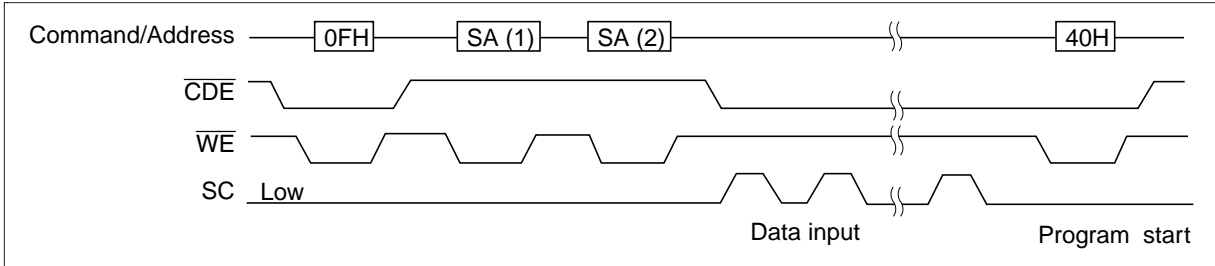 Command/Address 0FH SA (1) SA (2) 40H
CDE
WE
SC Low
Data input Program start